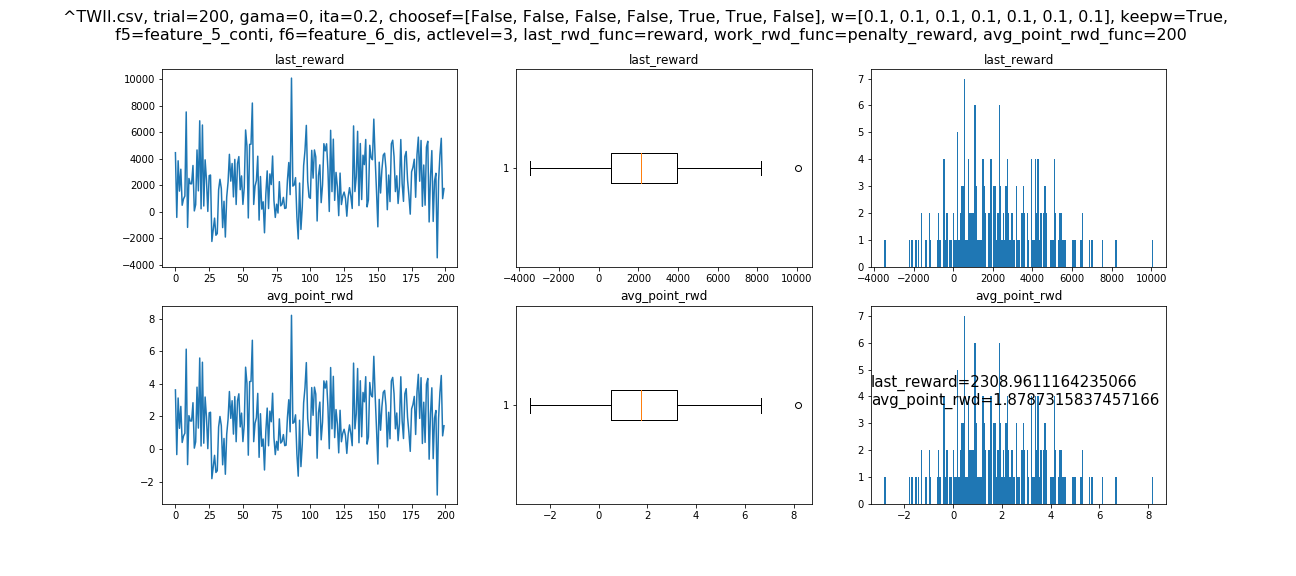 ^TWII.csv, trial=200, gama=0, ita=0.2, choosef=[False, False, False, False, True, True, False], w=[0.1, 0.1, 0.1, 0.1, 0.1, 0.1, 0.1], keepw=True,
f5=feature_5_conti, f6=feature_6_dis, actlevel=3, last_rwd_func=reward, work_rwd_func=penalty_reward, avg_point_rwd_func=200
last_reward
10000
8000
6000
4000
2000
0
−2000
−4000
0 25 50 75 100 125 150 175 200
last_reward
1
−4000 −2000 0 2000 4000 6000 8000 10000
last_reward
7
6
5
4
3
2
1
0
−4000 −2000 0 2000 4000 6000 8000 10000
avg_point_rwd
8
6
4
2
0
−2
0 25 50 75 100 125 150 175 200
avg_point_rwd
1
−2 0 2 4 6 8
avg_point_rwd
7
6
5
4
3
2
1
0
last_reward=2308.9611164235066
avg_point_rwd=1.8787315837457166
−2 0 2 4 6 8